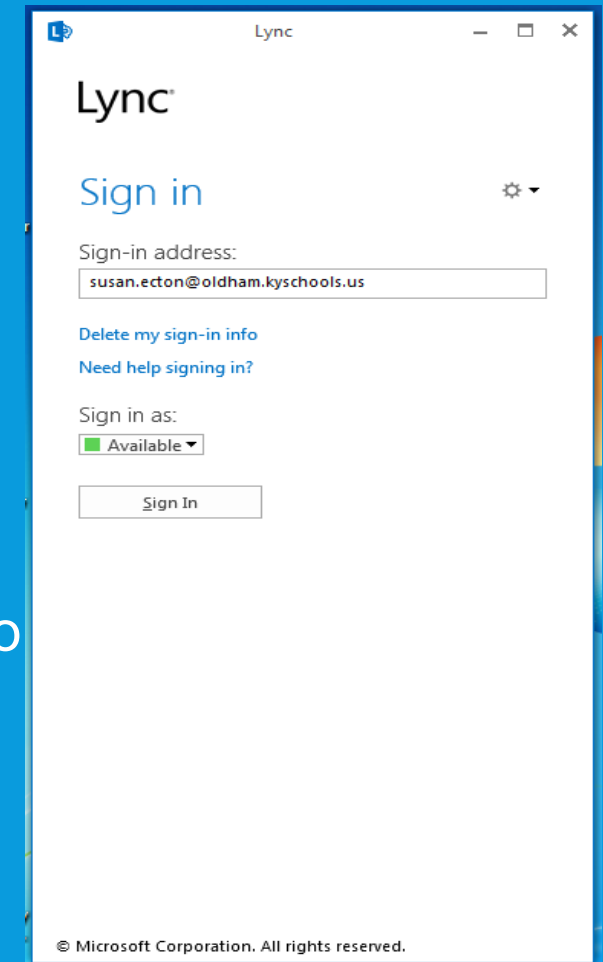 Lync
Lync
Sign in
Sign-in address:
susan.ecton@oldham.kyschools.us
Delete my sign-in info
Need help signing in?
Sign in as:
Available
Sign In
© Microsoft Corporation. All rights reserved.